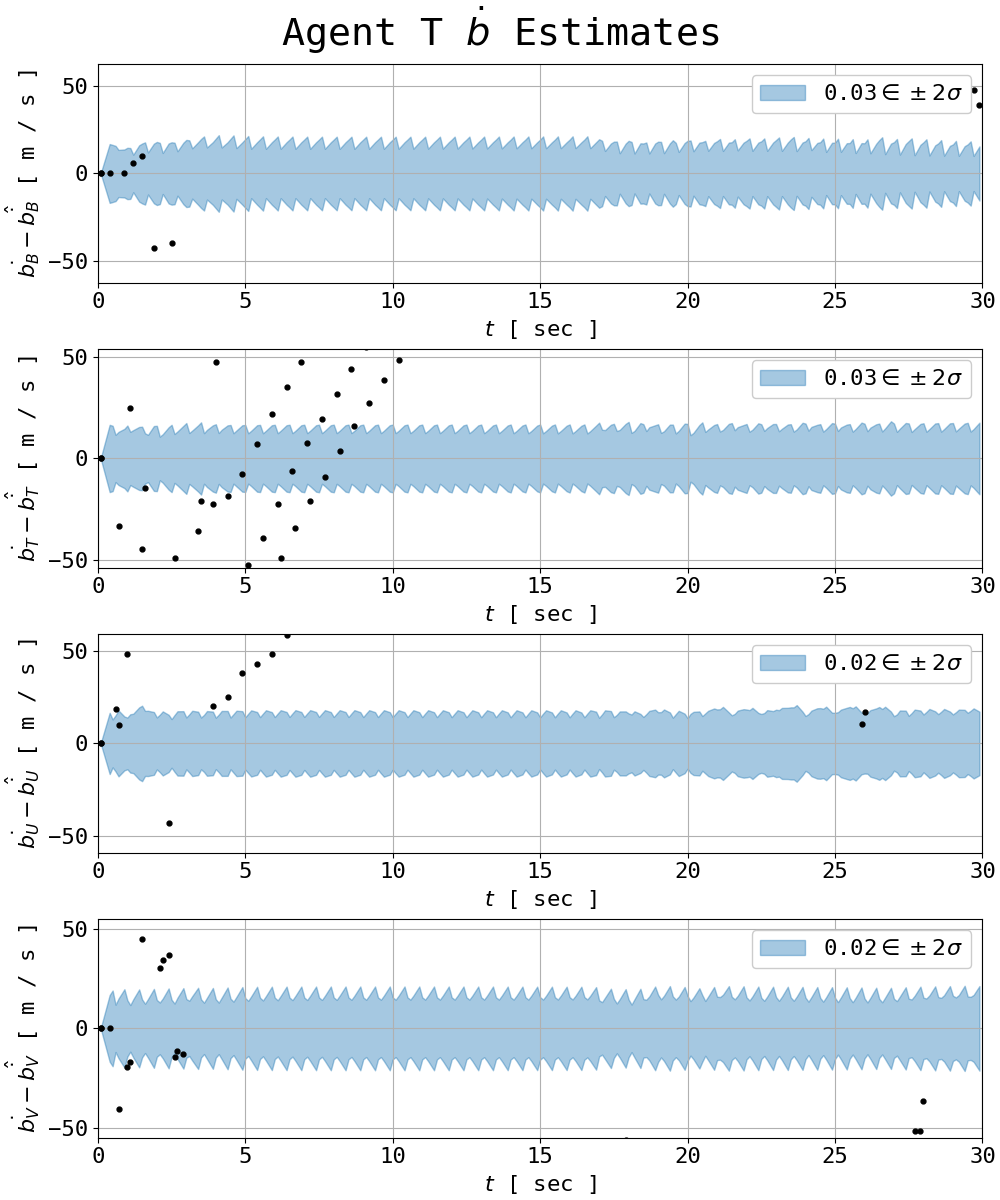 Agent T ḃ Estimates
50
0
−50
ḃ_B − ḃ̂_B [ m / s ]
0.03∈±2σ
0 5 10 15 20 25 30
t [ sec ]
50
0
−50
ḃ_T − ḃ̂_T [ m / s ]
0.03∈±2σ
0 5 10 15 20 25 30
t [ sec ]
50
0
−50
ḃ_U − ḃ̂_U [ m / s ]
0.02∈±2σ
0 5 10 15 20 25 30
t [ sec ]
50
0
−50
ḃ_V − ḃ̂_V [ m / s ]
0.02∈±2σ
0 5 10 15 20 25 30
t [ sec ]